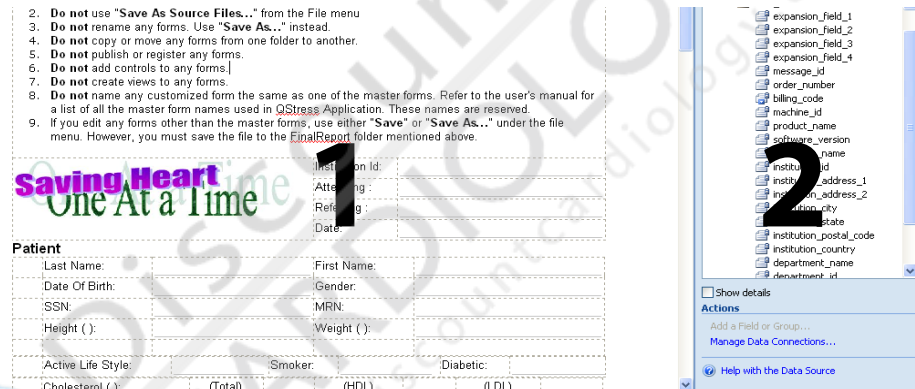 2. Do not use "Save As Source Files..." from the File menu
3. Do not rename any forms. Use "Save As..." instead.
4. Do not copy or move any forms from one folder to another.
5. Do not publish or register any forms.
6. Do not add controls to any forms.
7. Do not create views to any forms.
8. Do not name any customized form the same as one of the master forms. Refer to the user's manual for
a list of all the master form names used in QStress Application. These names are reserved.
9. If you edit any forms other than the master forms, use either "Save" or "Save As..." under the file
menu. However, you must save the file to the FinalReport folder mentioned above.
Saving Heart
One At a Time
Id:
Date:
1
Patient
Last Name: First Name:
Date Of Birth: Gender:
SSN: MRN:
Height ( ): Weight ( ):
Active Life Style: Smoker: Diabetic:
Cholesterol ( ): (Total) (HDL) (LDL)
expansion_field_1
expansion_field_2
expansion_field_3
expansion_field_4
message_id
order_number
billing_code
machine_id
product_name
software_version
2
institution_postal_code
institution_country
department_name
department_id
Show details
Actions
Add a Field or Group...
Manage Data Connections...
Help with the Data Source
DISCOUNT CARDIOLOGY
discountcardiology